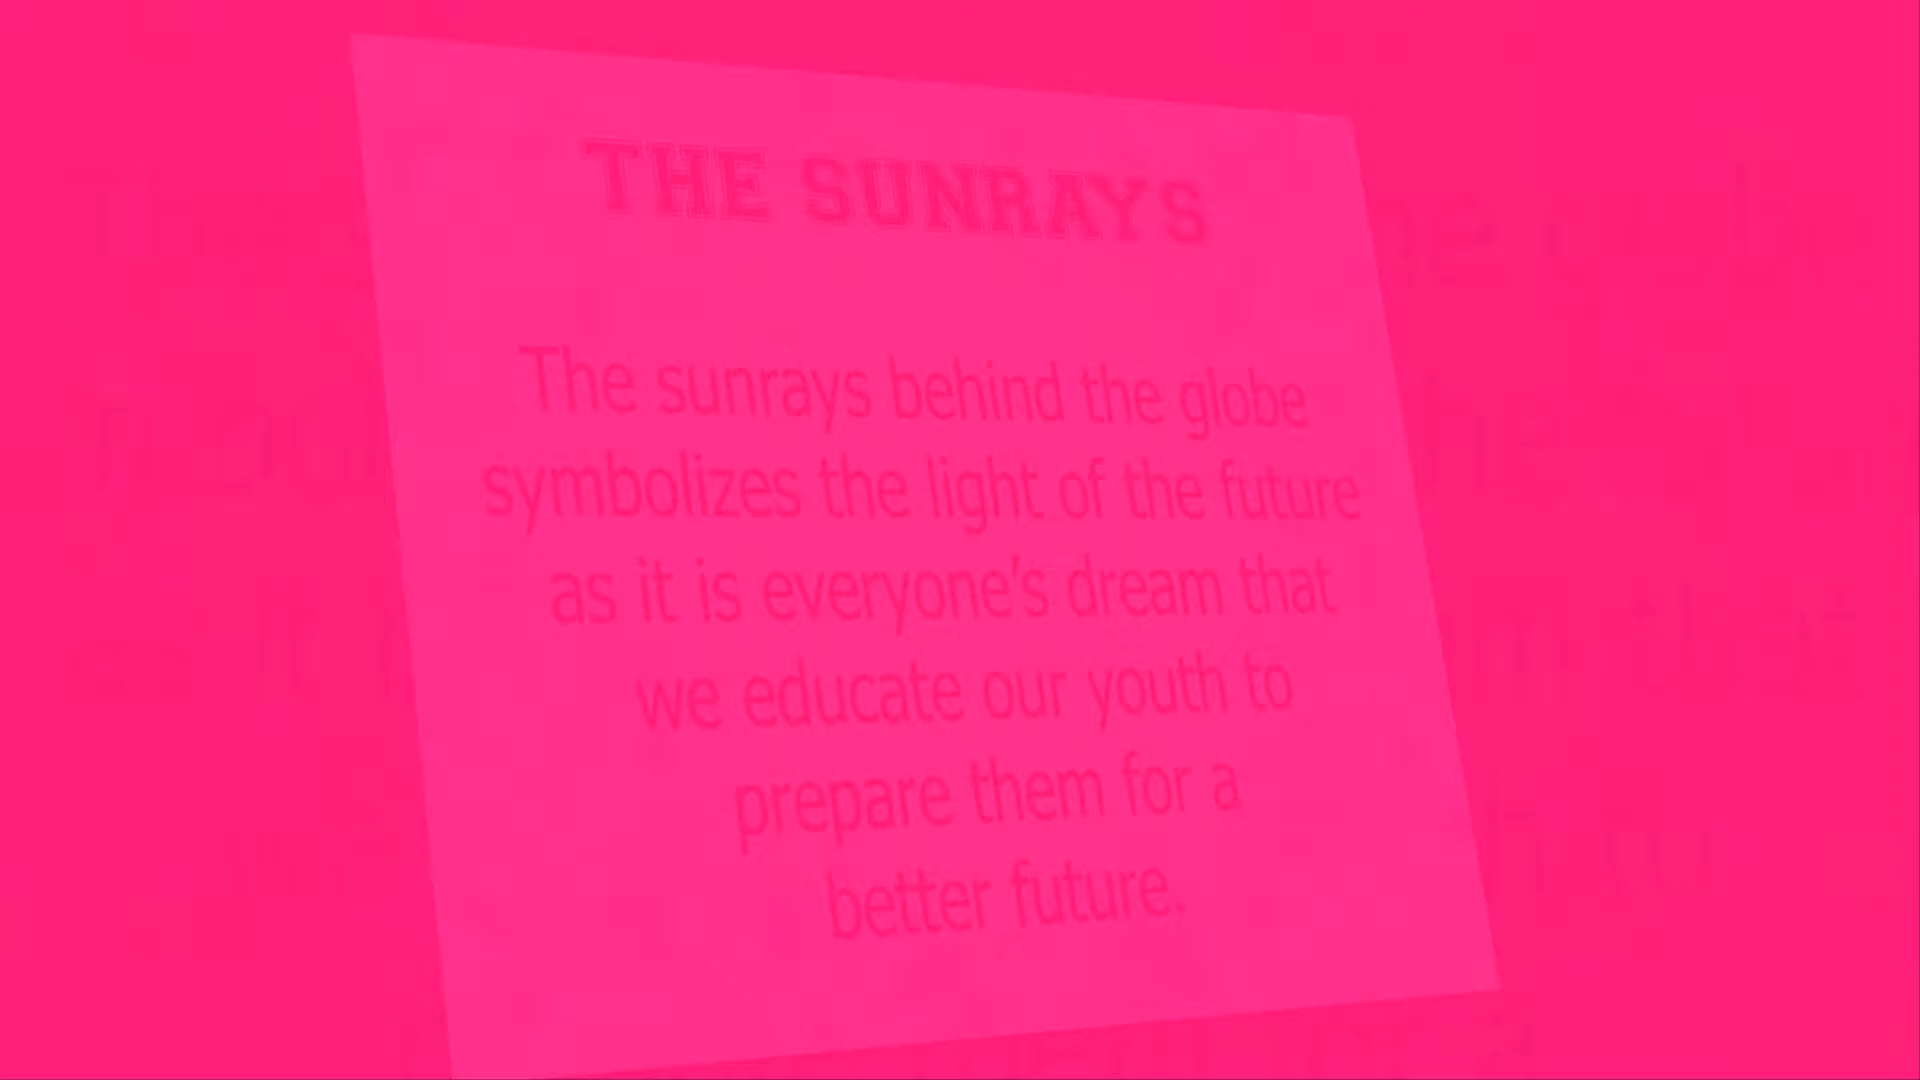 THE SUNRAYS
The sunrays behind the globe
symbolizes the light of the future
as it is everyone's dream that
we educate our youth to
prepare them for a
better future.